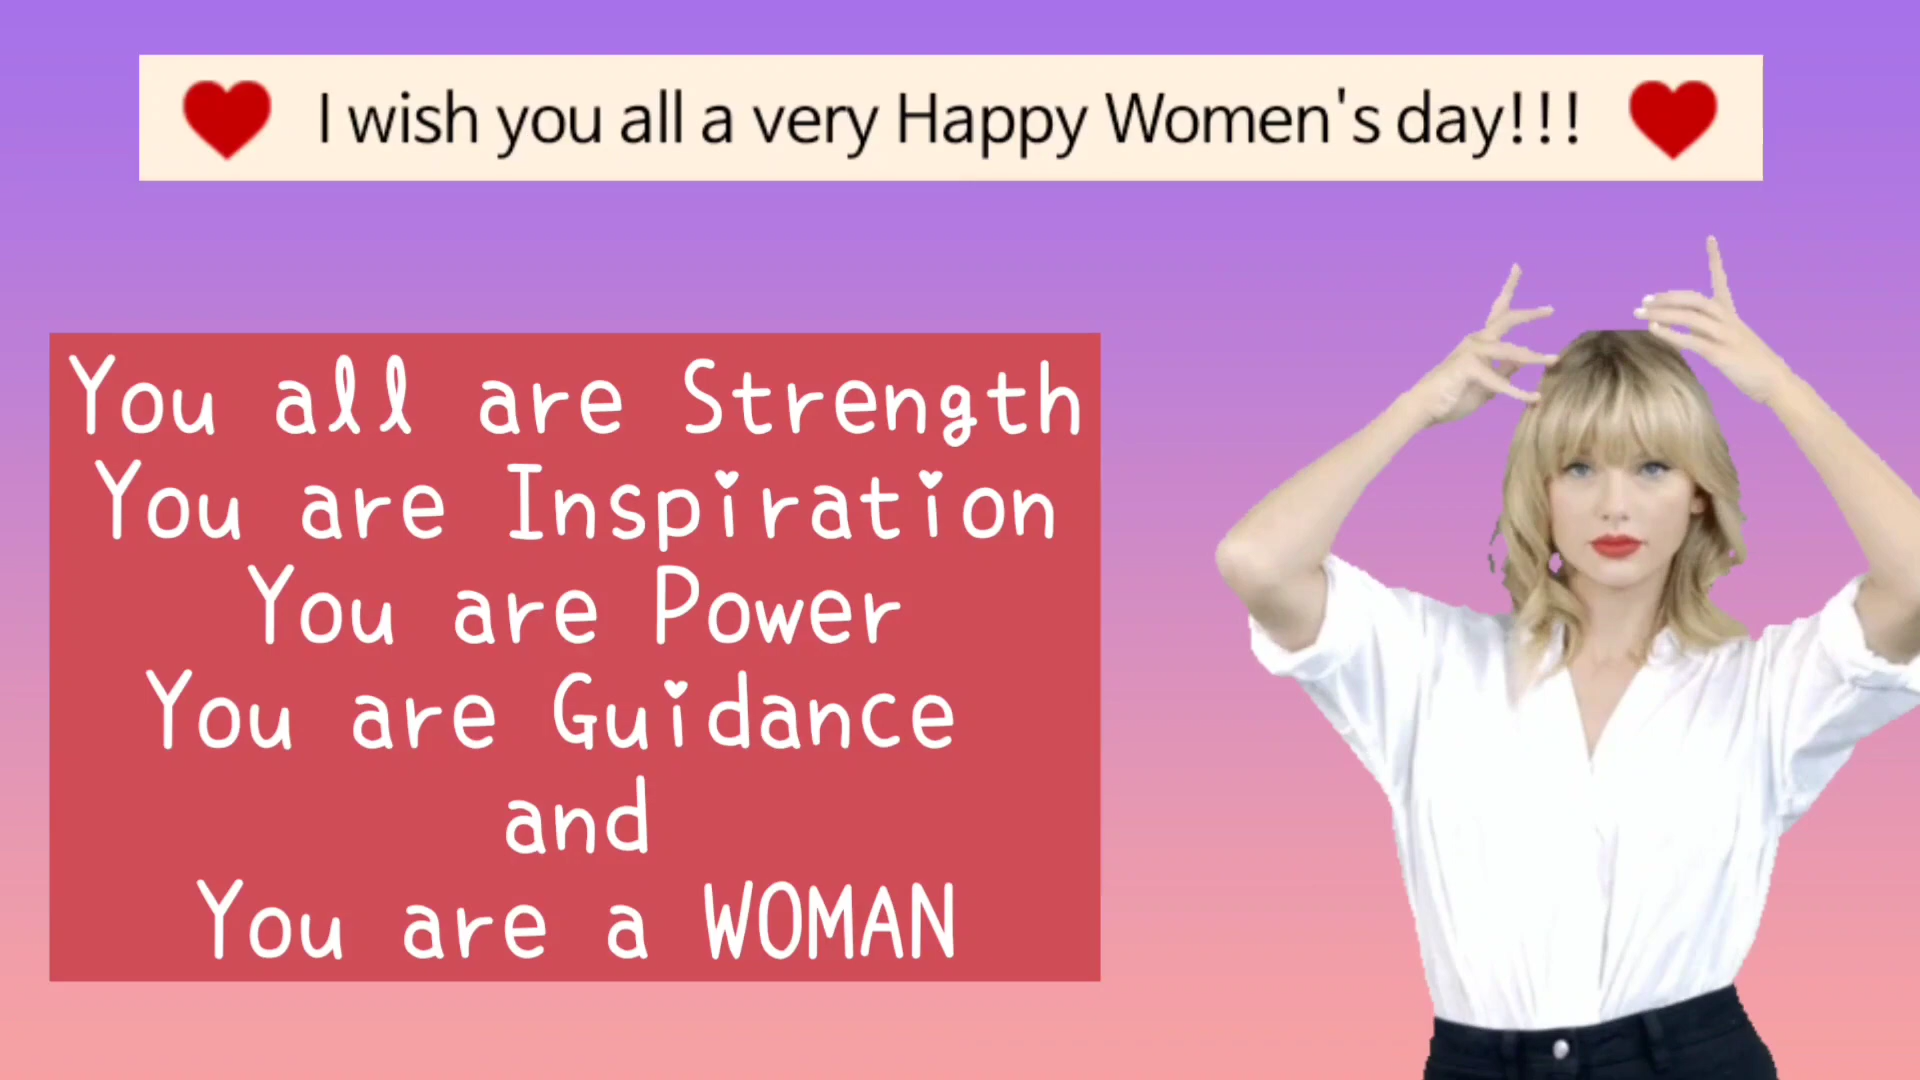 I wish you all a very Happy Women's day!!!
You all are Strength
You are Inspiration
You are Power
You are Guidance
and
You are a WOMAN